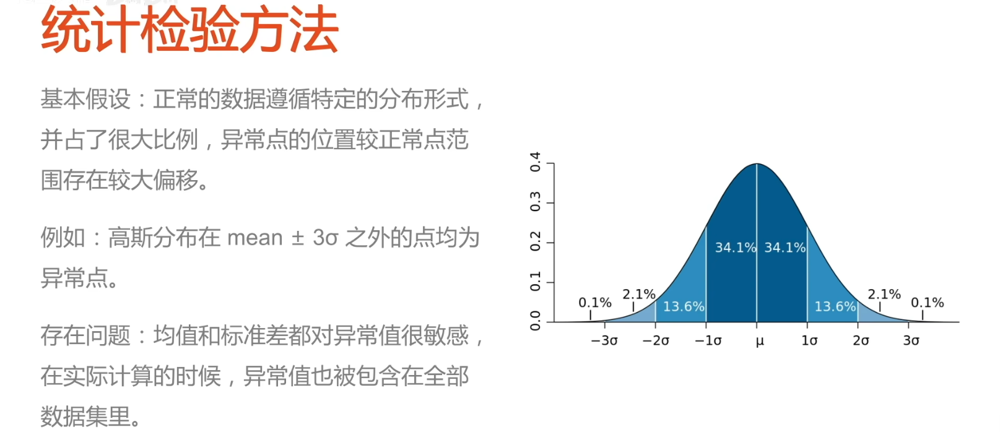 统计检验方法
基本假设：正常的数据遵循特定的分布形式，
并占了很大比例，异常点的位置较正常点范
围存在较大偏移。
例如：高斯分布在 mean ± 3σ 之外的点均为
异常点。
存在问题：均值和标准差都对异常值很敏感，
在实际计算的时候，异常值也被包含在全部
数据集里。
0.4
0.3
0.2
0.1
0.0
34.1% 34.1%
0.1% 2.1% 13.6% 13.6% 2.1% 0.1%
−3σ −2σ −1σ μ 1σ 2σ 3σ